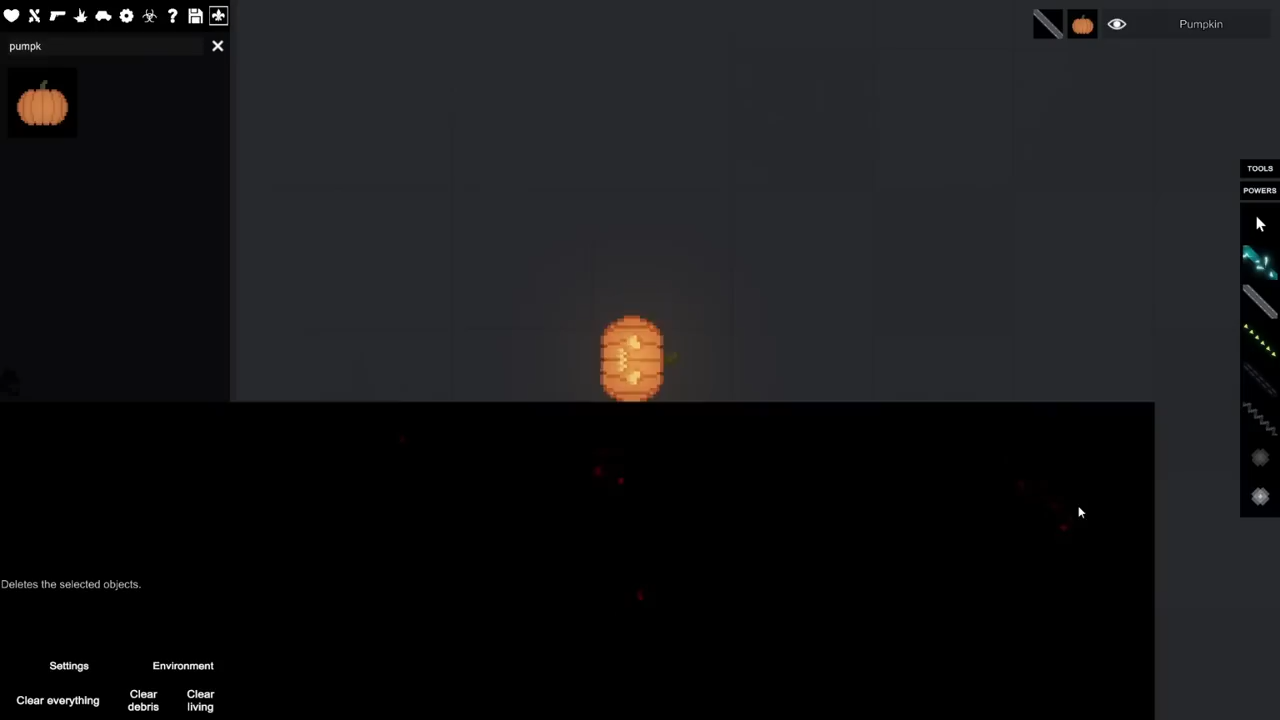 pumpk
Pumpkin
TOOLS
POWERS
Deletes the selected objects.
Settings
Environment
Clear everything
Clear
debris
Clear
living